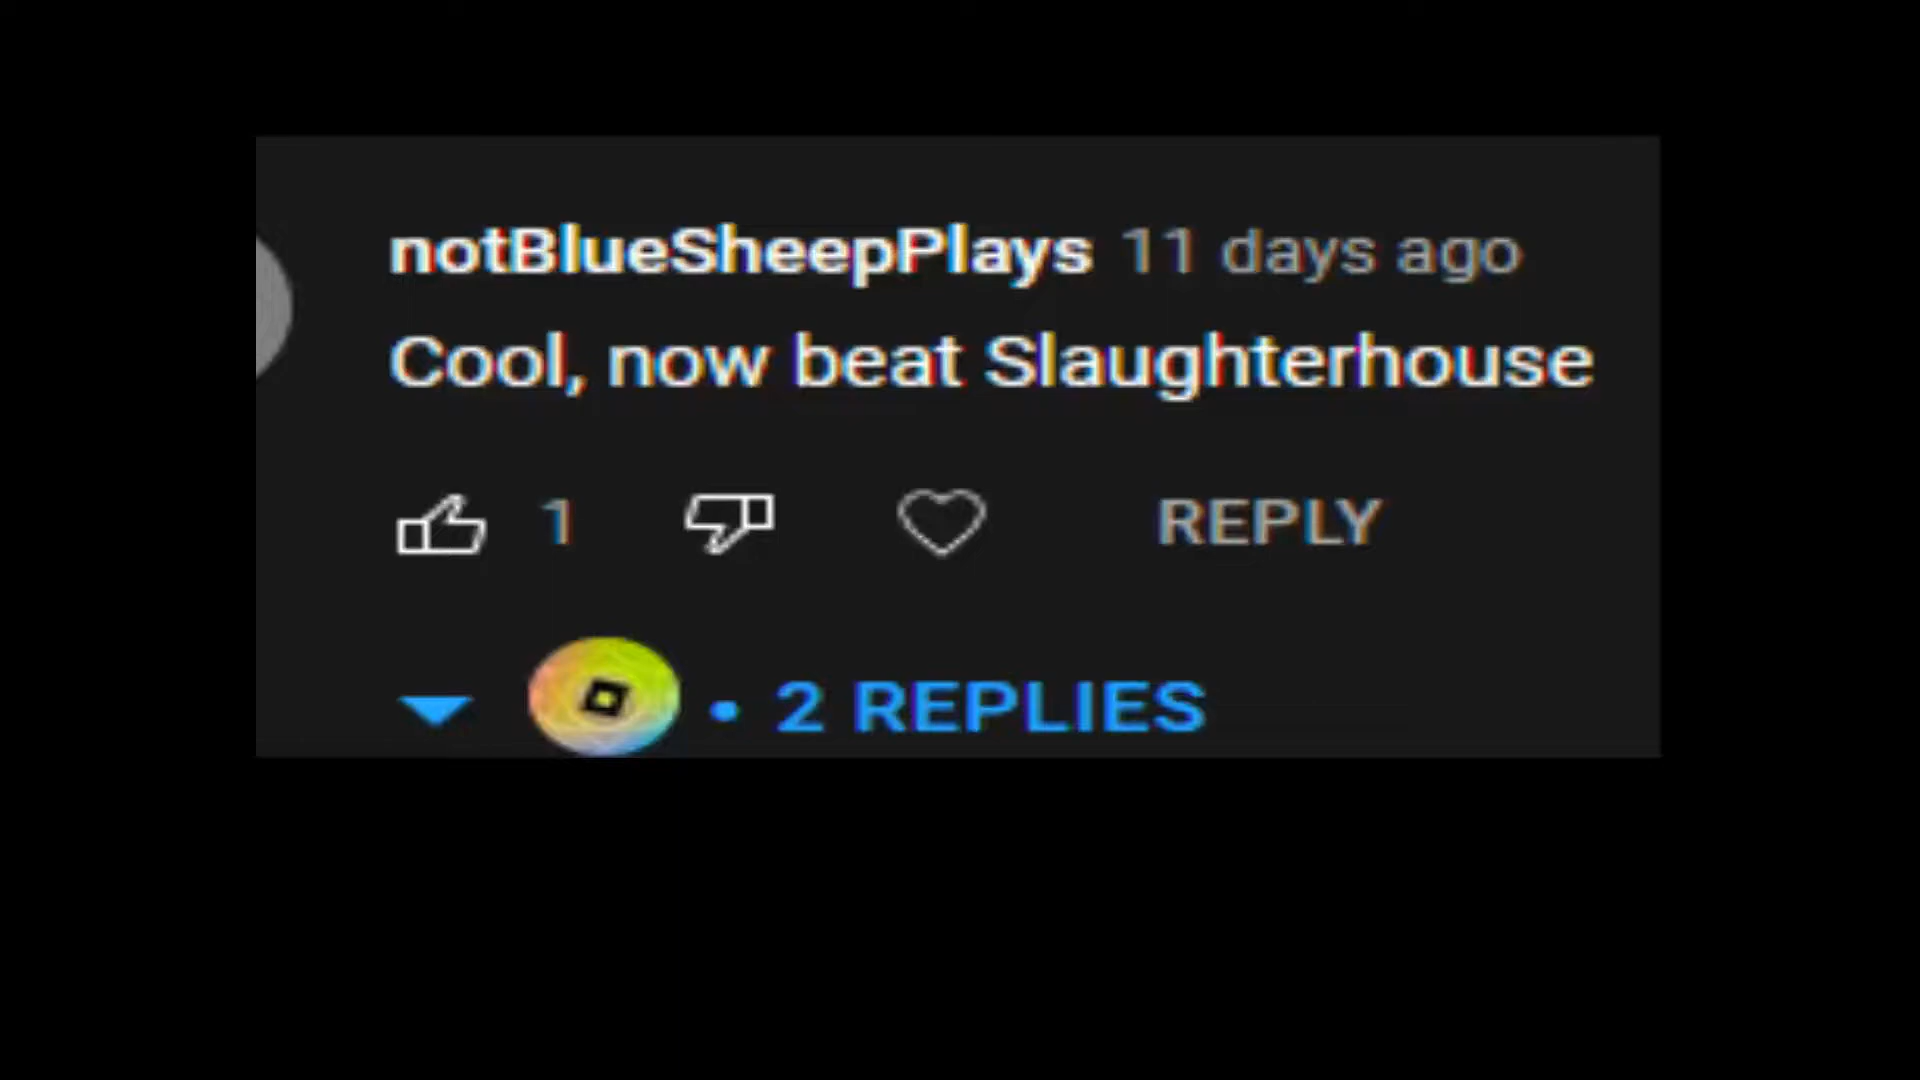 notBlueSheepPlays 11 days ago
Cool, now beat Slaughterhouse
1 REPLY
• 2 REPLIES